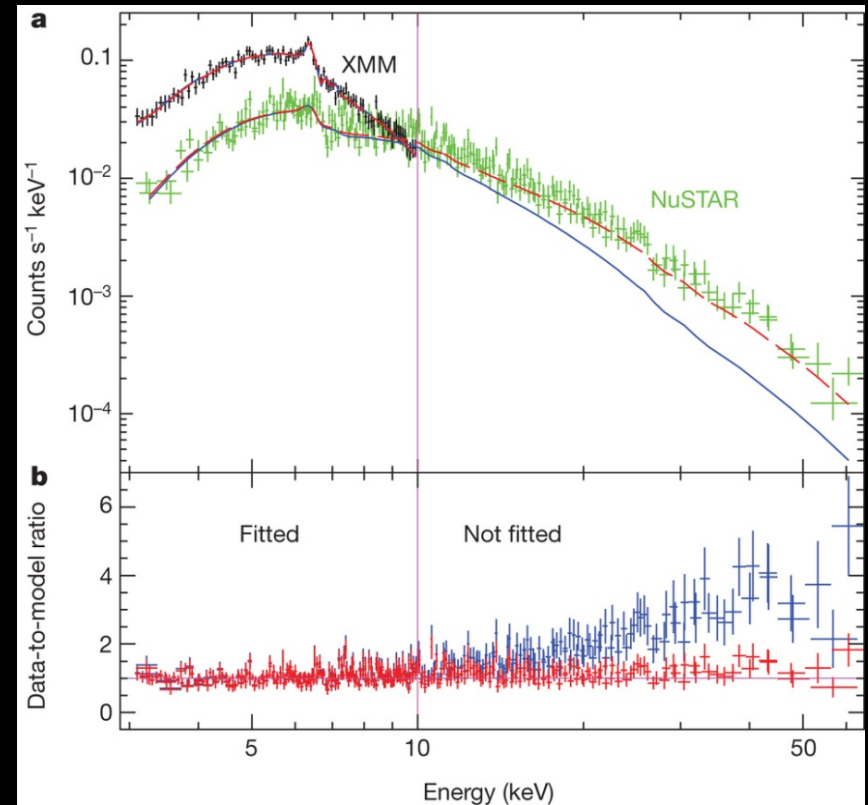 a
0.1
XMM
10⁻²
NuSTAR
Counts s⁻¹ keV⁻¹
10⁻³
10⁻⁴
b
6
Fitted
Not fitted
4
Data-to-model ratio
2
0
5
10
50
Energy (keV)